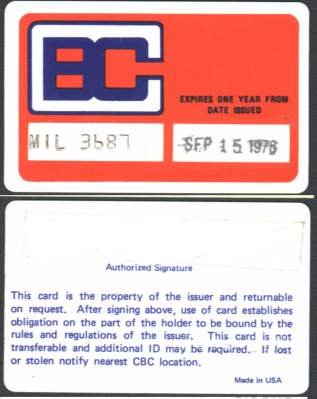 CBC
EXPIRES ONE YEAR FROM
DATE ISSUED
MIL 3687
SEP 15 1978
Authorized Signature
This card is the property of the issuer and returnable
on request. After signing above, use of card establishes
obligation on the part of the holder to be bound by the
rules and regulations of the issuer. This card is not
transferable and additional ID may be required. If lost
or stolen notify nearest CBC location.
Made in USA